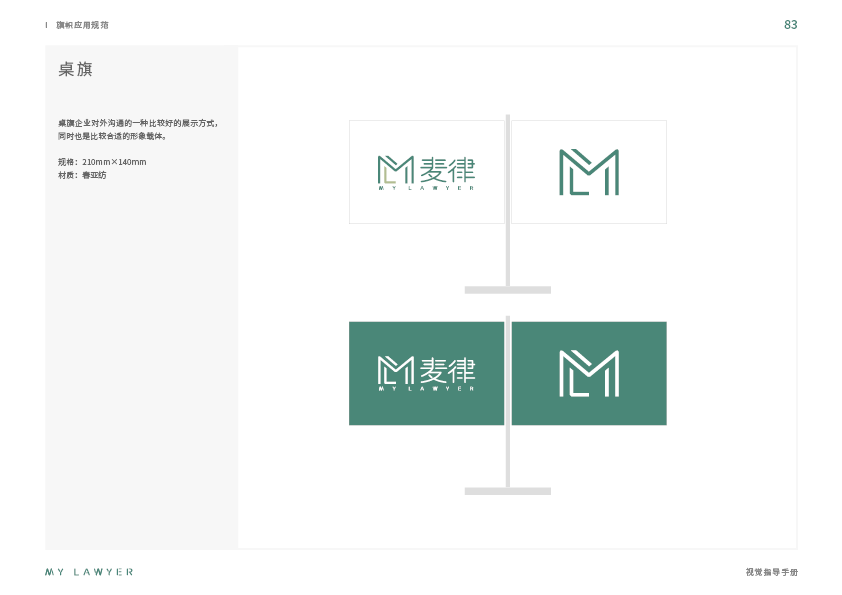 旗帜应用规范
83
桌旗
桌旗企业对外沟通的一种比较好的展示方式，
同时也是比较合适的形象载体。
规格：210mm×140mm
材质：春亚纺
麦律
MY LAWYER
麦律
MY LAWYER
MY LAWYER
视觉指导手册